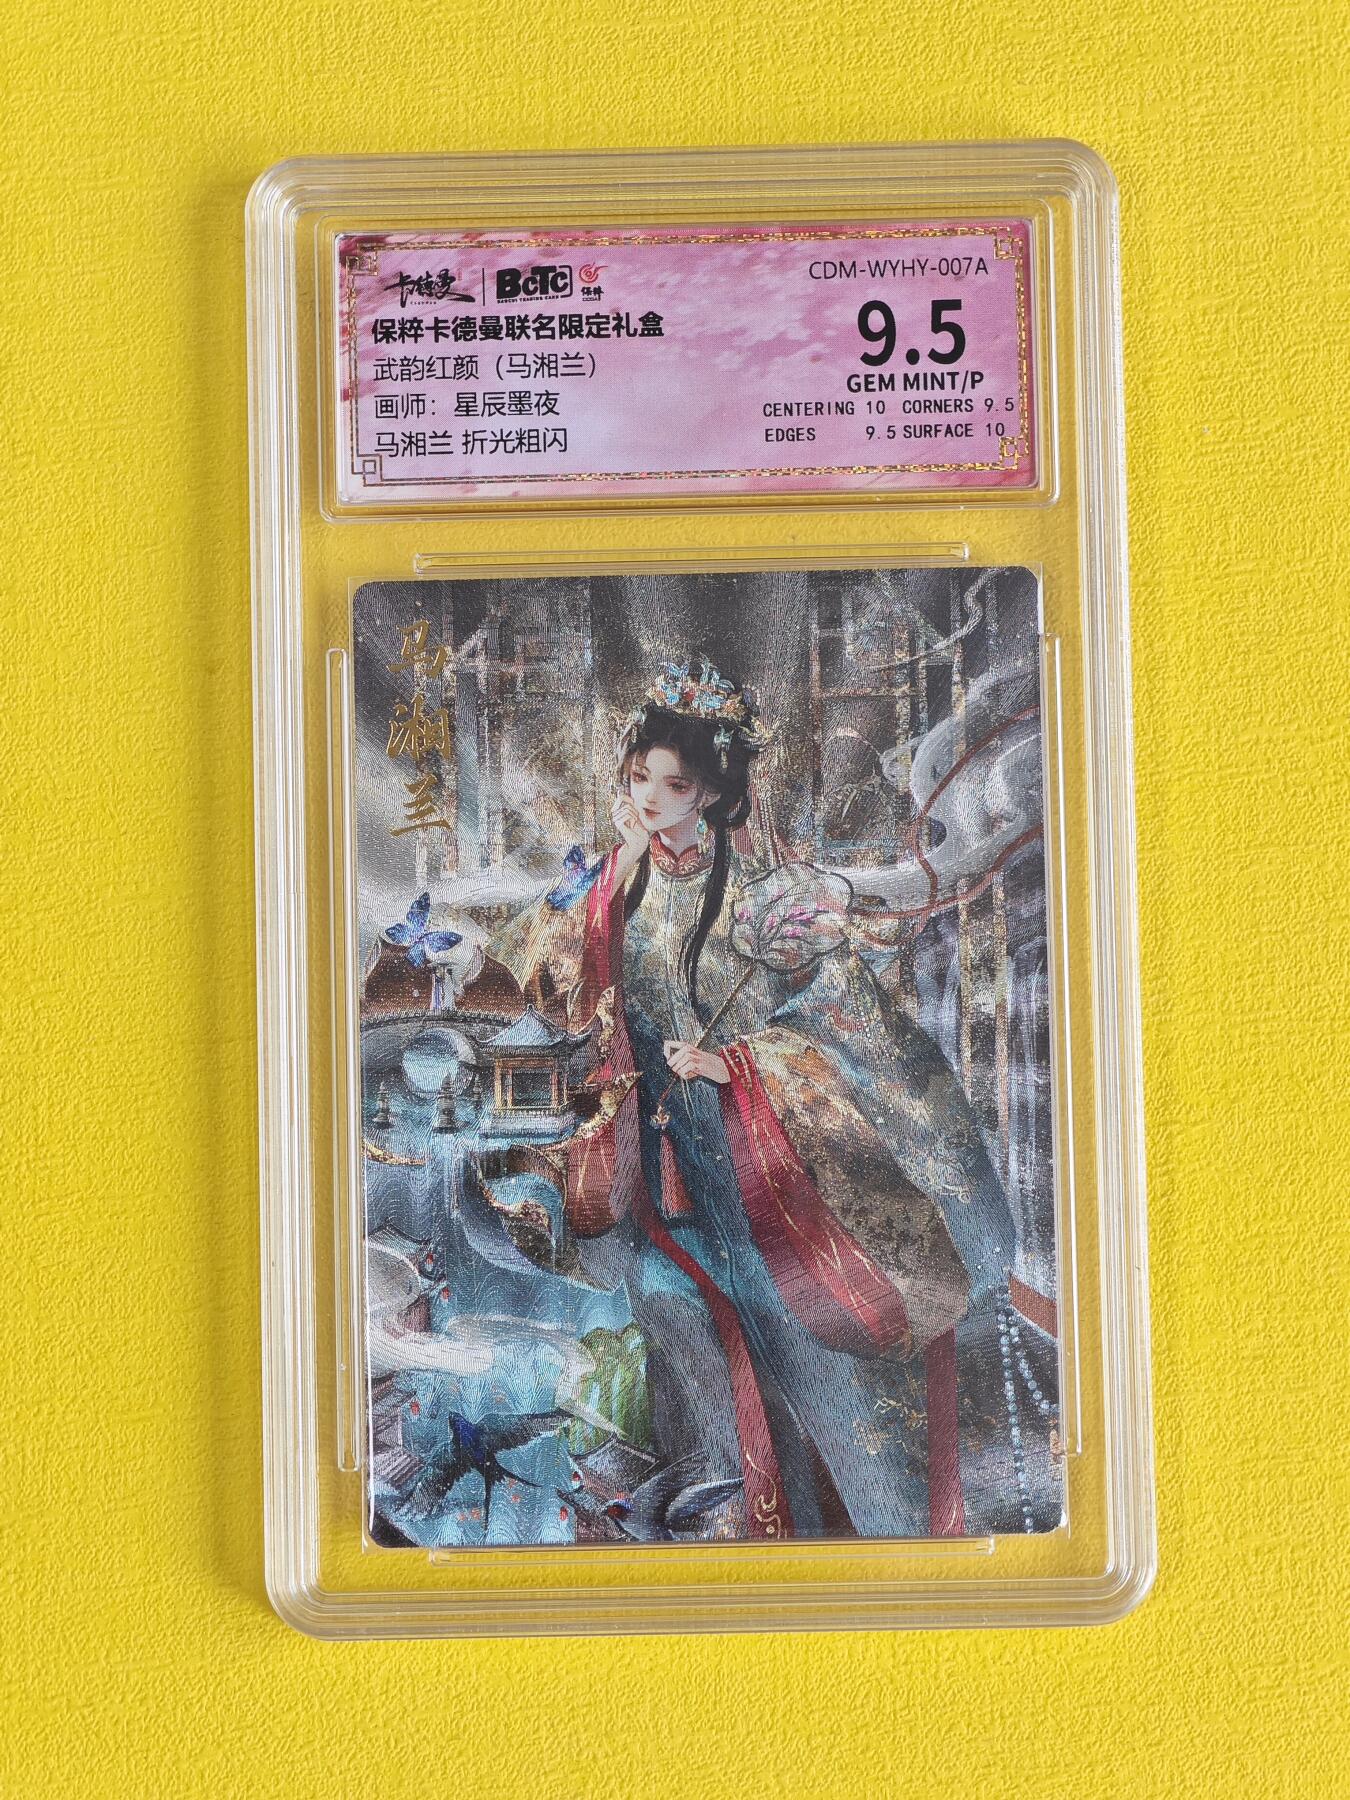 卡德曼 BCTC 保粹
CDM-WYHY-007A
保粹卡德曼联名限定礼盒
武韵红颜（马湘兰）
画师：星辰墨夜
马湘兰 折光粗闪
9.5
GEM MINT/P
CENTERING 10 CORNERS 9.5
EDGES 9.5 SURFACE 10
马湘兰